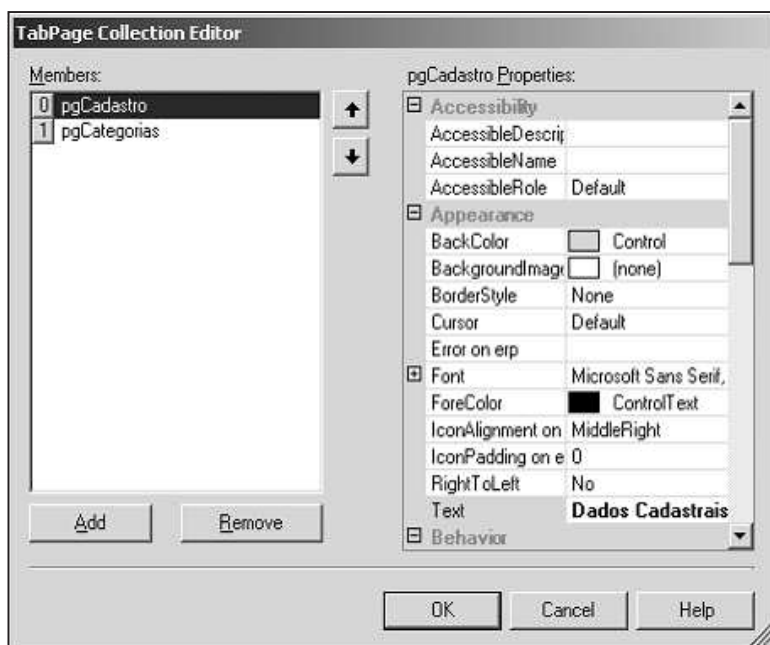 TabPage Collection Editor
Members:
0 pgCadastro
1 pgCategorias
Add
Remove
pgCadastro Properties:
Accessibility
AccessibleDescrip
AccessibleName
AccessibleRole Default
Appearance
BackColor Control
BackgroundImage (none)
BorderStyle None
Cursor Default
Error on erp
Font Microsoft Sans Serif,
ForeColor ControlText
IconAlignment on MiddleRight
IconPadding on e 0
RightToLeft No
Text Dados Cadastrais
Behavior
OK
Cancel
Help